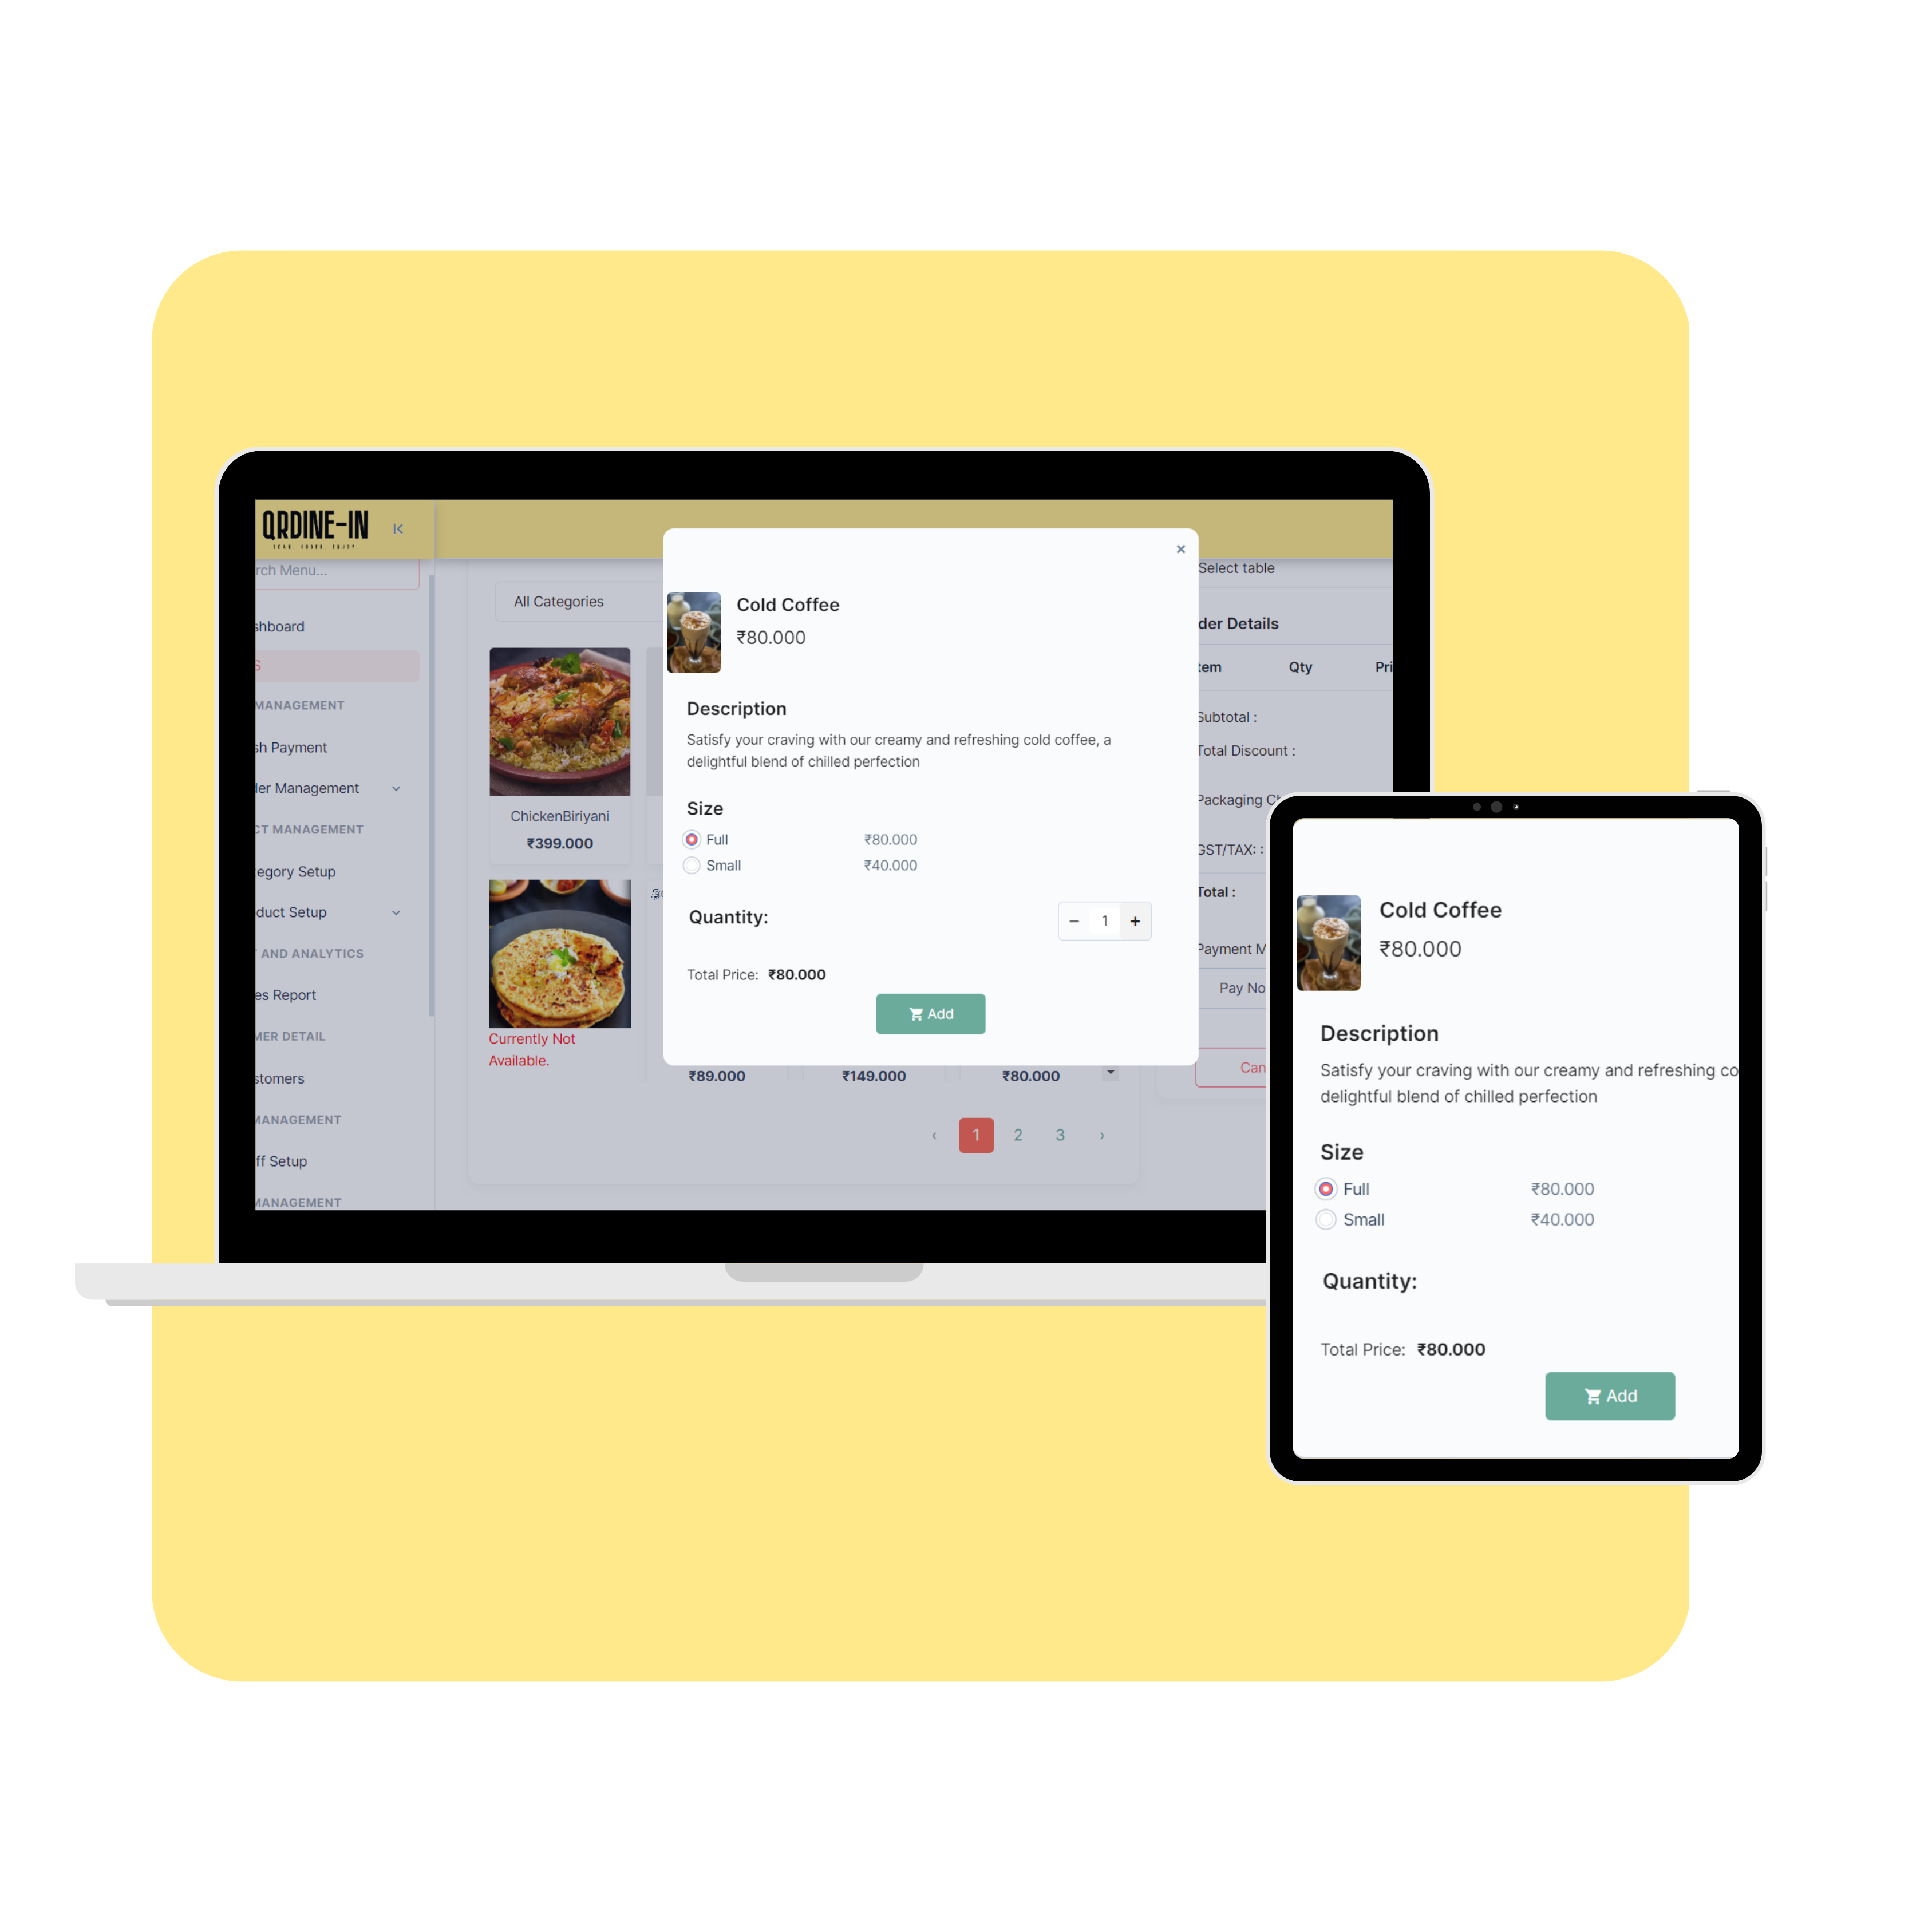 QRDINE-IN
SCAN ORDER ENJOY
rch Menu...
shboard
S
MANAGEMENT
sh Payment
ler Management
CT MANAGEMENT
egory Setup
duct Setup
AND ANALYTICS
es Report
MER DETAIL
stomers
MANAGEMENT
ff Setup
MANAGEMENT
All Categories
ChickenBiriyani
₹399.000
Currently Not
Available.
₹89.000
₹149.000
₹80.000
‹ 1 2 3 ›
×
Cold Coffee
₹80.000
Description
Satisfy your craving with our creamy and refreshing cold coffee, a
delightful blend of chilled perfection
Size
Full ₹80.000
Small ₹40.000
Quantity: − 1 +
Total Price: ₹80.000
Add
Select table
der Details
tem Qty Pri
Subtotal :
Total Discount :
Packaging Ch
GST/TAX: :
Total :
Payment M
Pay No
Can
Cold Coffee
₹80.000
Description
Satisfy your craving with our creamy and refreshing co
delightful blend of chilled perfection
Size
Full ₹80.000
Small ₹40.000
Quantity:
Total Price: ₹80.000
Add